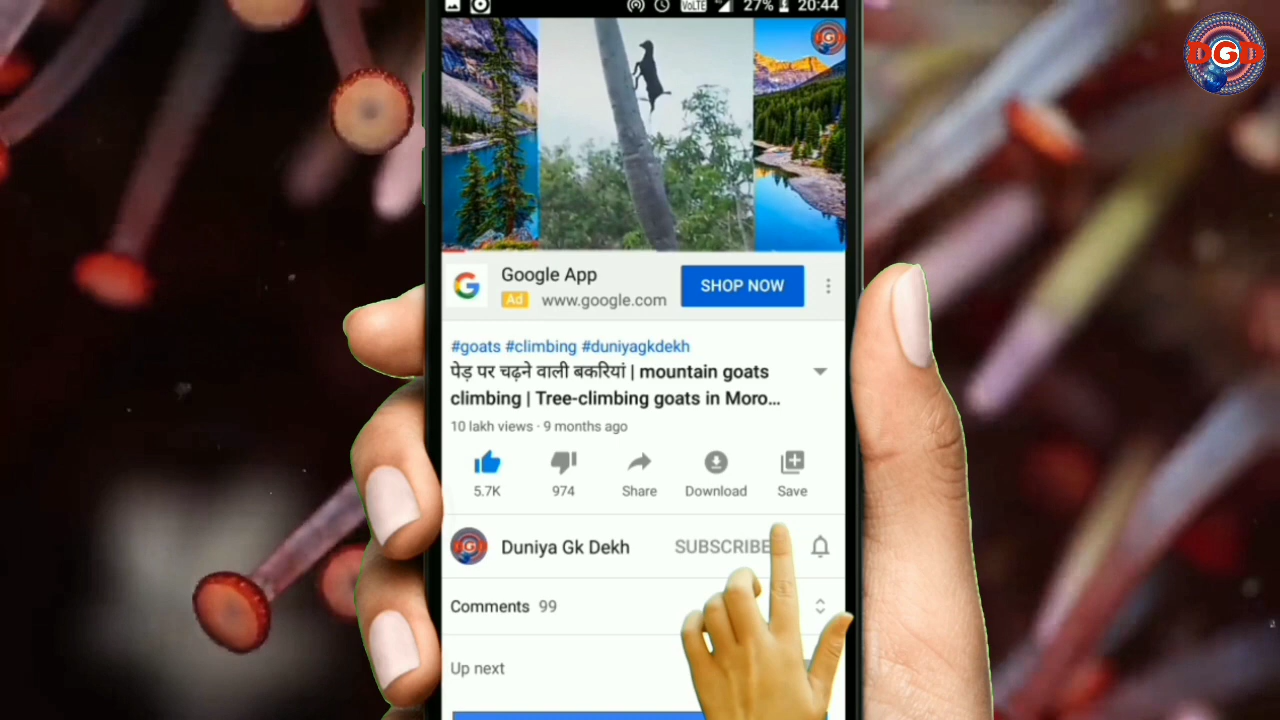 VoLTE 27% 20:44
DGD
Google App
SHOP NOW
Ad www.google.com
#goats #climbing #duniyagkdekh
पेड़ पर चढ़ने वाली बकरियां | mountain goats
climbing | Tree-climbing goats in Moro...
10 lakh views · 9 months ago
5.7K 974 Share Download Save
Duniya Gk Dekh SUBSCRIBE
Comments 99
Up next